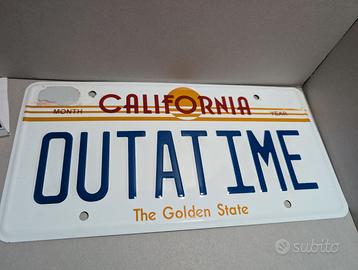 CALIFORNIA
MONTH YEAR
OUTATIME
The Golden State
subito